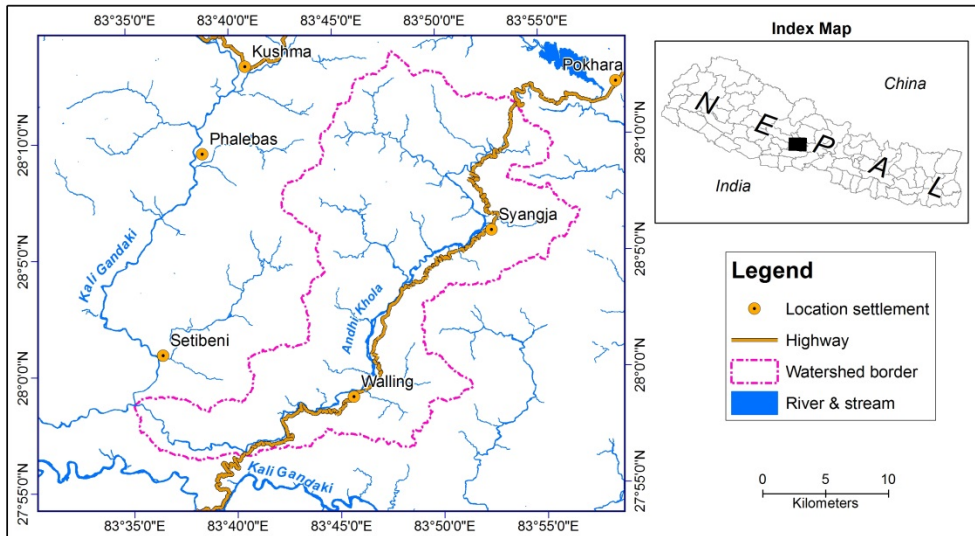 83°35'0"E
83°40'0"E
83°45'0"E
83°50'0"E
83°55'0"E
Index Map
Kushma
Pokhara
China
28°10'0"N
28°10'0"N
Phalebas
NEPAL
India
Syangja
28°5'0"N
28°5'0"N
Kali Gandaki
Andhi Khola
Legend
Location settlement
Highway
Watershed border
River & stream
Setibeni
28°0'0"N
28°0'0"N
Walling
Kali Gandaki
27°55'0"N
27°55'0"N
0 5 10
Kilometers
83°35'0"E
83°40'0"E
83°45'0"E
83°50'0"E
83°55'0"E